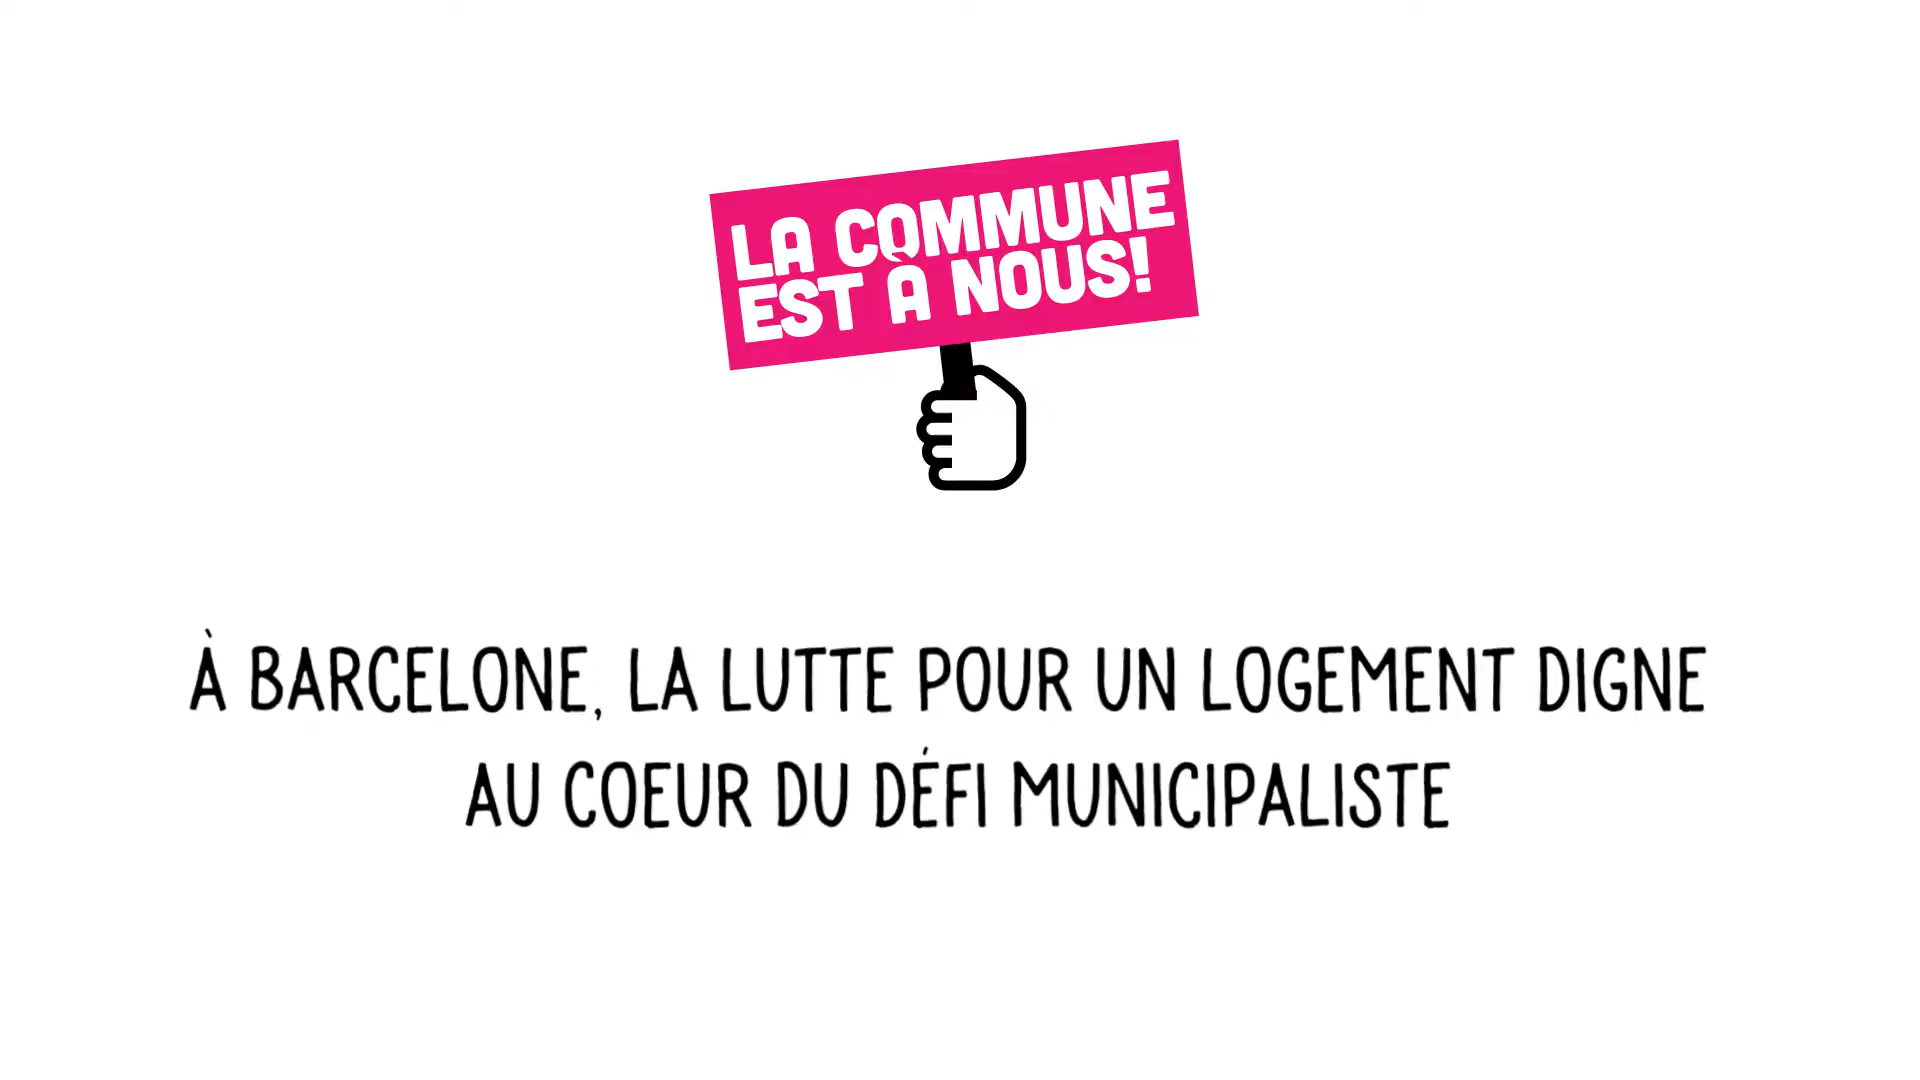 LA COMMUNE
EST À NOUS!
À BARCELONE, LA LUTTE POUR UN LOGEMENT DIGNE
AU COEUR DU DÉFI MUNICIPALISTE